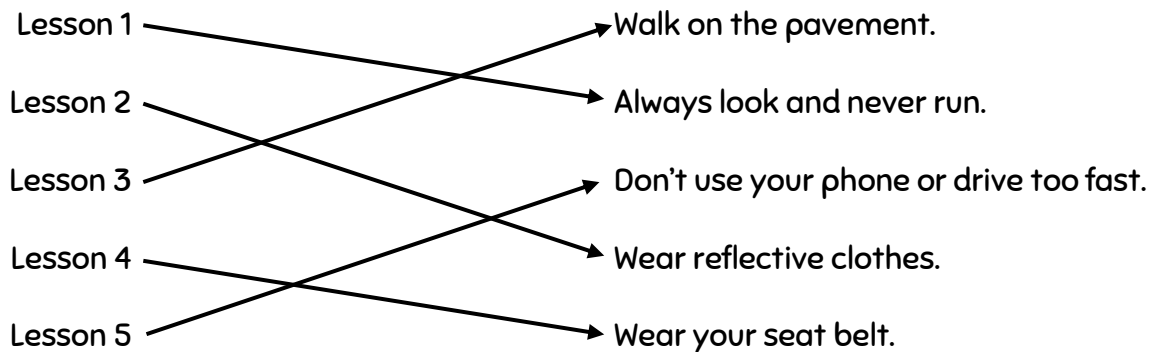 Lesson 1 Walk on the pavement.
Lesson 2 Always look and never run.
Lesson 3 Don't use your phone or drive too fast.
Lesson 4 Wear reflective clothes.
Lesson 5 Wear your seat belt.